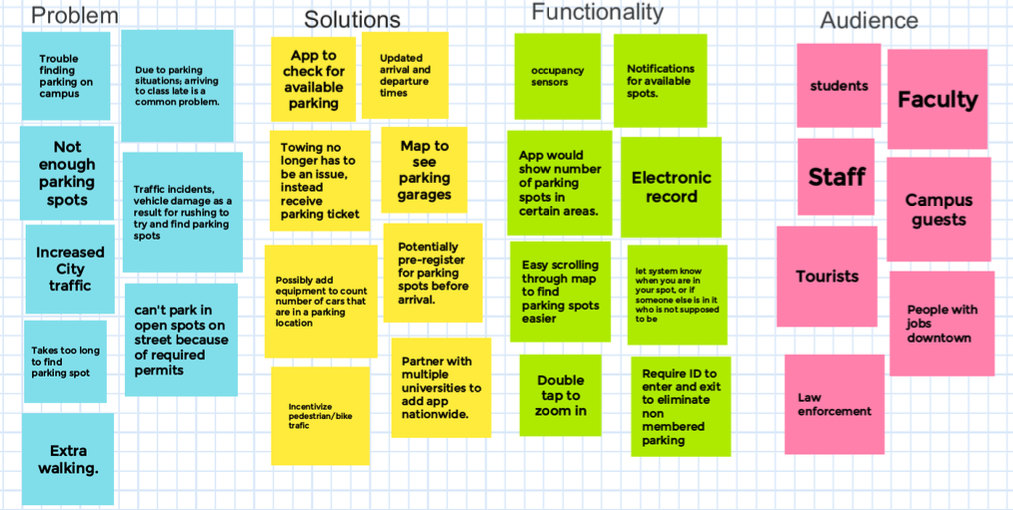 Problem
Trouble
finding
parking on
campus
Due to parking
situations; arriving
to class late is a
common problem.
Not
enough
parking
spots
Traffic incidents,
vehicle damage as a
result for rushing to
try and find parking
spots
Increased
City
traffic
can't park in
open spots on
street because
of required
permits
Takes too long
to find
parking spot
Extra
walking.
Solutions
App to
check for
available
parking
Updated
arrival and
departure
times
Towing no
longer has to
be an issue,
instead
receive
parking ticket
Map to
see
parking
garages
Possibly add
equipment to count
number of cars that
are in a parking
location
Potentially
pre-register
for parking
spots before
arrival.
Incentivize
pedestrian/bike
trafic
Partner with
multiple
universities to
add app
nationwide.
Functionality
occupancy
sensors
Notifications
for available
spots.
App would
show number
of parking
spots in
certain areas.
Electronic
record
Easy scrolling
through map
to find
parking spots
easier
let system know
when you are in
your spot, or if
someone else is in it
who is not supposed
to be
Double
tap to
zoom in
Require ID to
enter and exit
to eliminate
non
membered
parking
Audience
students
Faculty
Staff
Campus
guests
Tourists
People with
jobs
downtown
Law
enforcement